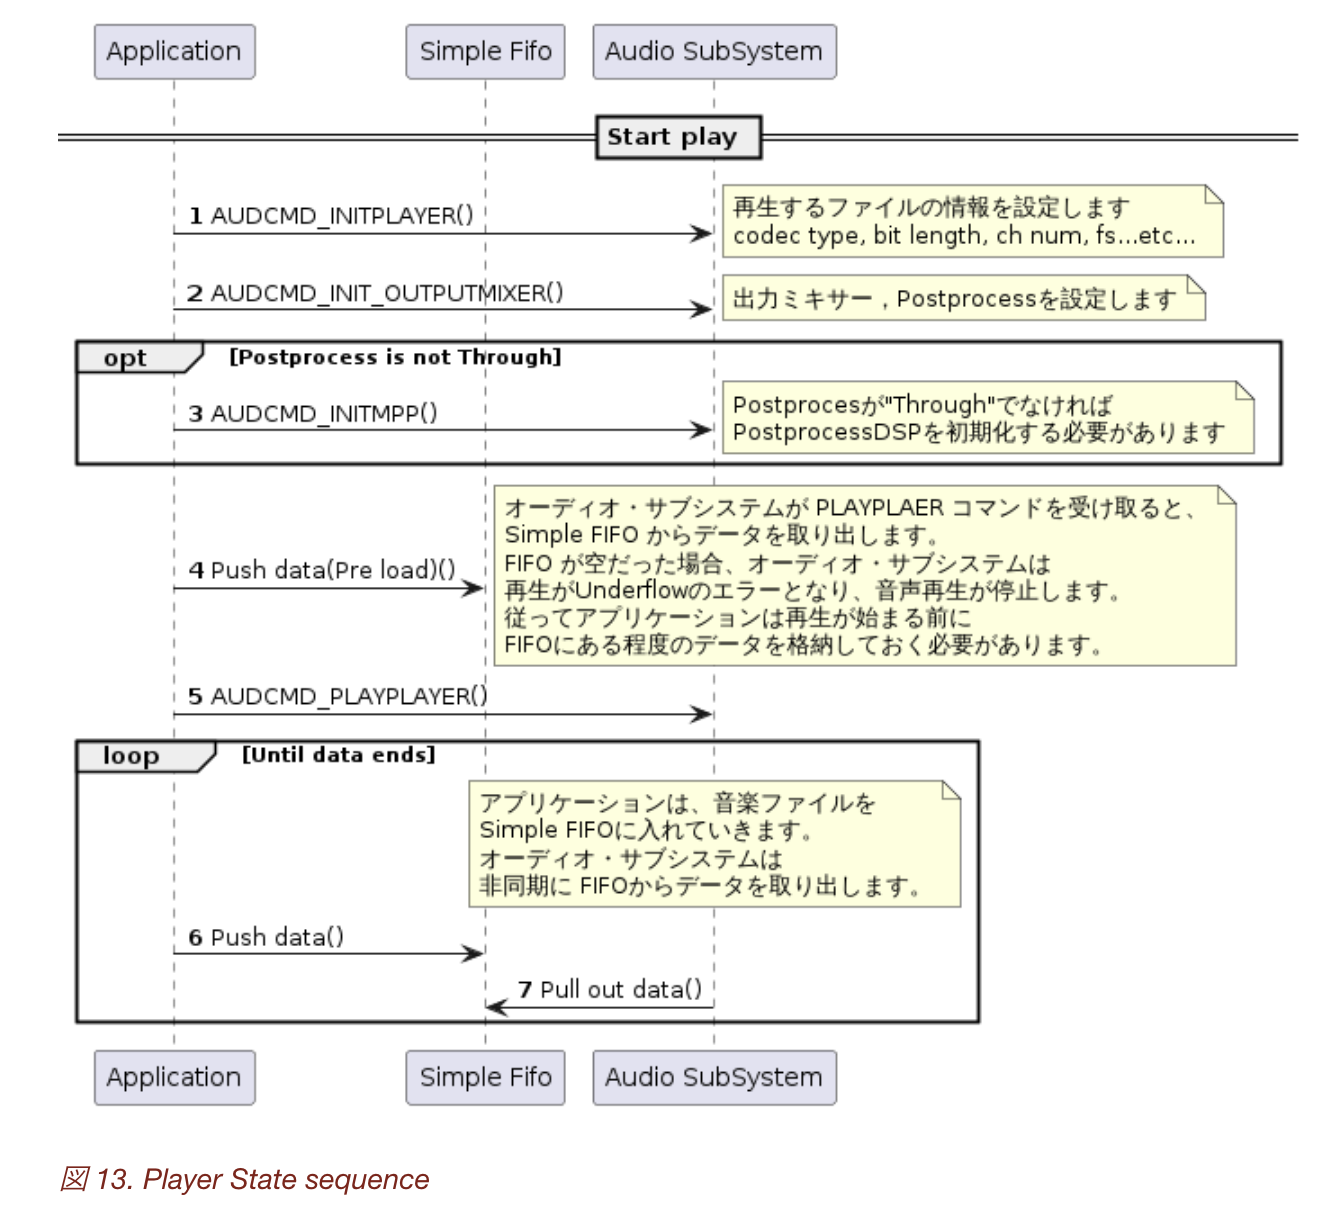 Application
Simple Fifo
Audio SubSystem
Start play
1 AUDCMD_INITPLAYER()
再生するファイルの情報を設定します
codec type, bit length, ch num, fs...etc...
2 AUDCMD_INIT_OUTPUTMIXER()
出力ミキサー，Postprocessを設定します
opt
[Postprocess is not Through]
3 AUDCMD_INITMPP()
Postprocesが"Through"でなければ
PostprocessDSPを初期化する必要があります
オーディオ・サブシステムが PLAYPLAER コマンドを受け取ると、
Simple FIFO からデータを取り出します。
FIFO が空だった場合、オーディオ・サブシステムは
再生がUnderflowのエラーとなり、音声再生が停止します。
従ってアプリケーションは再生が始まる前に
FIFOにある程度のデータを格納しておく必要があります。
4 Push data(Pre load)()
5 AUDCMD_PLAYPLAYER()
loop
[Until data ends]
アプリケーションは、音楽ファイルを
Simple FIFOに入れていきます。
オーディオ・サブシステムは
非同期に FIFOからデータを取り出します。
6 Push data()
7 Pull out data()
Application
Simple Fifo
Audio SubSystem
図 13. Player State sequence